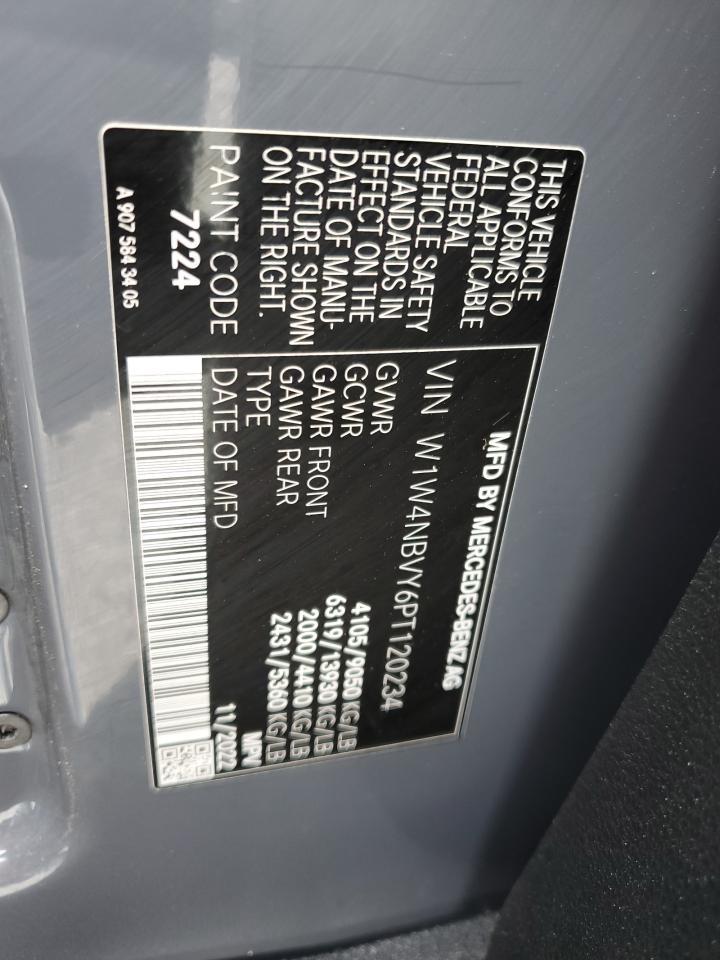 THIS VEHICLE
CONFORMS TO
ALL APPLICABLE
FEDERAL
VEHICLE SAFETY
STANDARDS IN
EFFECT ON THE
DATE OF MANU-
FACTURE SHOWN
ON THE RIGHT.
PAINT CODE
7224
A 907 584 34 05
MFD BY MERCEDES-BENZ AG
VIN W1W4NBVY6PT120234
GVWR 4105/9050 KG/LB
GCWR 6319/13930 KG/LB
GAWR FRONT 2000/4410 KG/LB
GAWR REAR 2431/5360 KG/LB
TYPE MPV
DATE OF MFD 11/2022